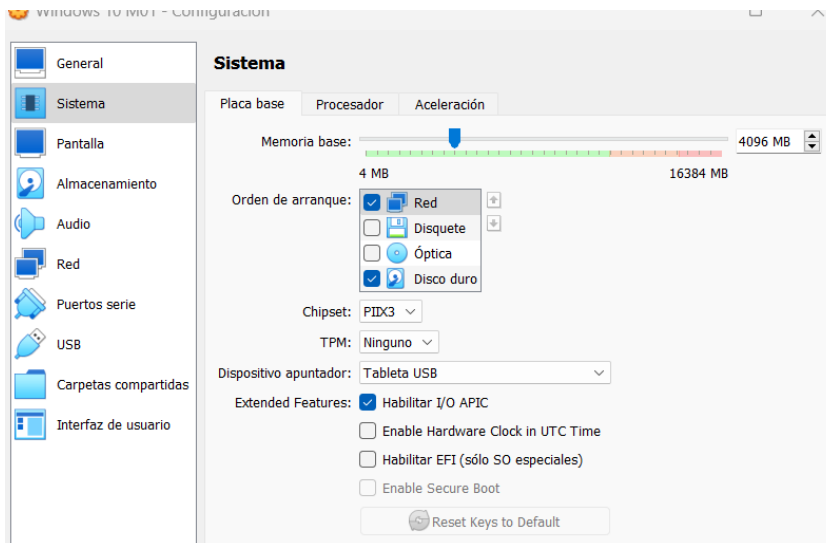 Windows 10 M01 - Configuración
General
Sistema
Pantalla
Almacenamiento
Audio
Red
Puertos serie
USB
Carpetas compartidas
Interfaz de usuario
Sistema
Placa base Procesador Aceleración
Memoria base: 4096 MB
4 MB 16384 MB
Orden de arranque: Red
Disquete
Óptica
Disco duro
Chipset: PIIX3
TPM: Ninguno
Dispositivo apuntador: Tableta USB
Extended Features: Habilitar I/O APIC
Enable Hardware Clock in UTC Time
Habilitar EFI (sólo SO especiales)
Enable Secure Boot
Reset Keys to Default